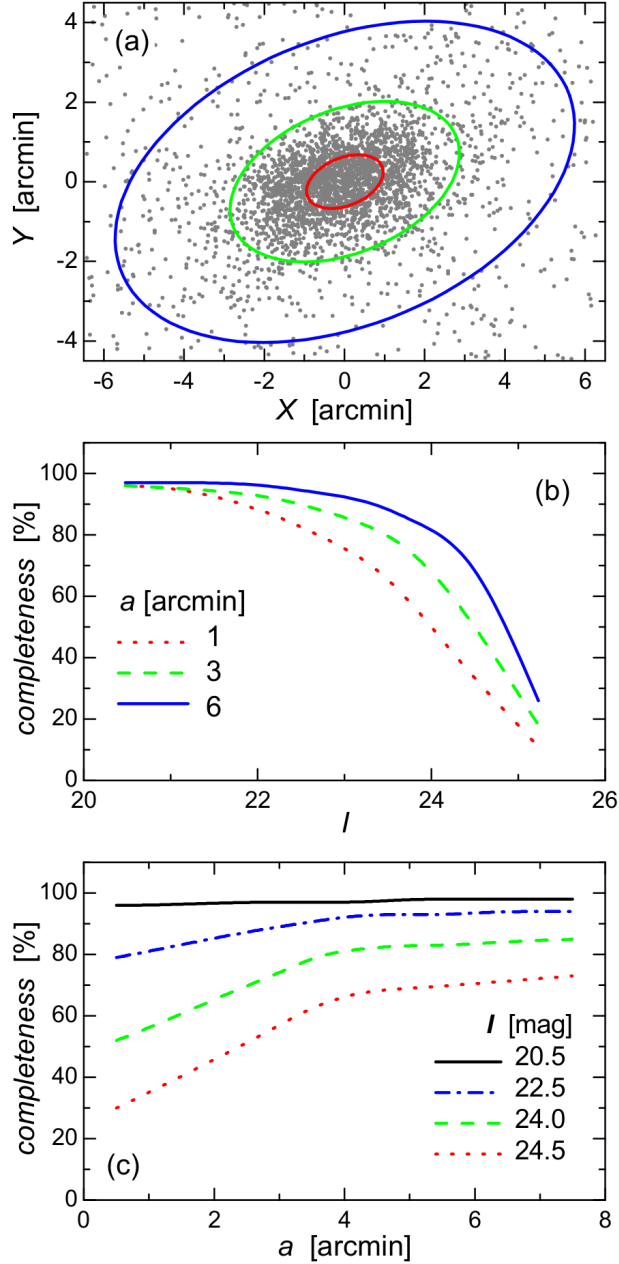 (a)
4
2
0
-2
-4
Y [arcmin]
-6 -4 -2 0 2 4 6
X [arcmin]
(b)
100
80
60
40
20
0
completeness [%]
a [arcmin]
1
3
6
20 22 24 26
I
100
80
60
40
20
0
completeness [%]
I [mag]
20.5
22.5
24.0
24.5
(c)
0 2 4 6 8
a [arcmin]